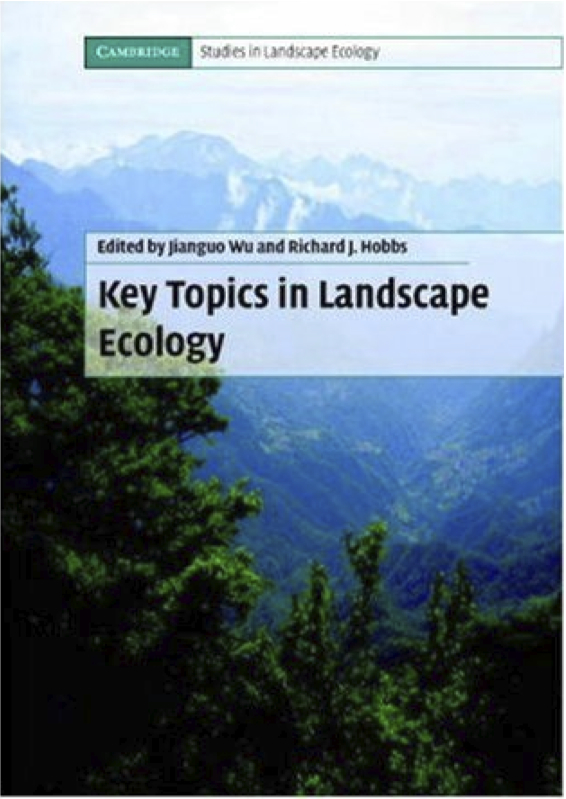 CAMBRIDGE Studies in Landscape Ecology
Edited by Jianguo Wu and Richard J. Hobbs
Key Topics in Landscape
Ecology